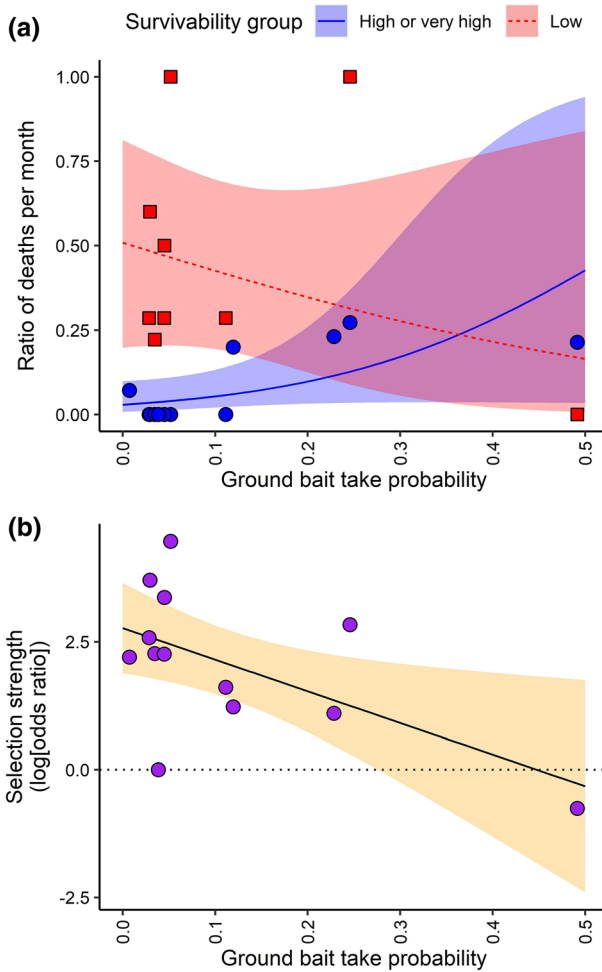 (a)
Survivability group High or very high Low
Ratio of deaths per month
1.00
0.75
0.50
0.25
0.00
0.0 0.1 0.2 0.3 0.4 0.5
Ground bait take probability
(b)
Selection strength
(log[odds ratio])
2.5
0.0
-2.5
0.0 0.1 0.2 0.3 0.4 0.5
Ground bait take probability